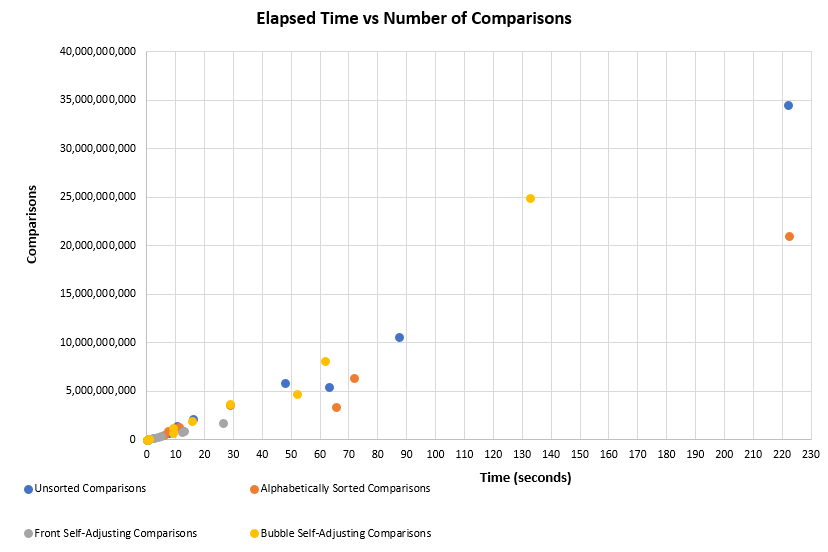 Elapsed Time vs Number of Comparisons
40,000,000,000
35,000,000,000
30,000,000,000
25,000,000,000
20,000,000,000
15,000,000,000
10,000,000,000
5,000,000,000
0
Comparisons
0 10 20 30 40 50 60 70 80 90 100 110 120 130 140 150 160 170 180 190 200 210 220 230
Time (seconds)
Unsorted Comparisons
Alphabetically Sorted Comparisons
Front Self-Adjusting Comparisons
Bubble Self-Adjusting Comparisons